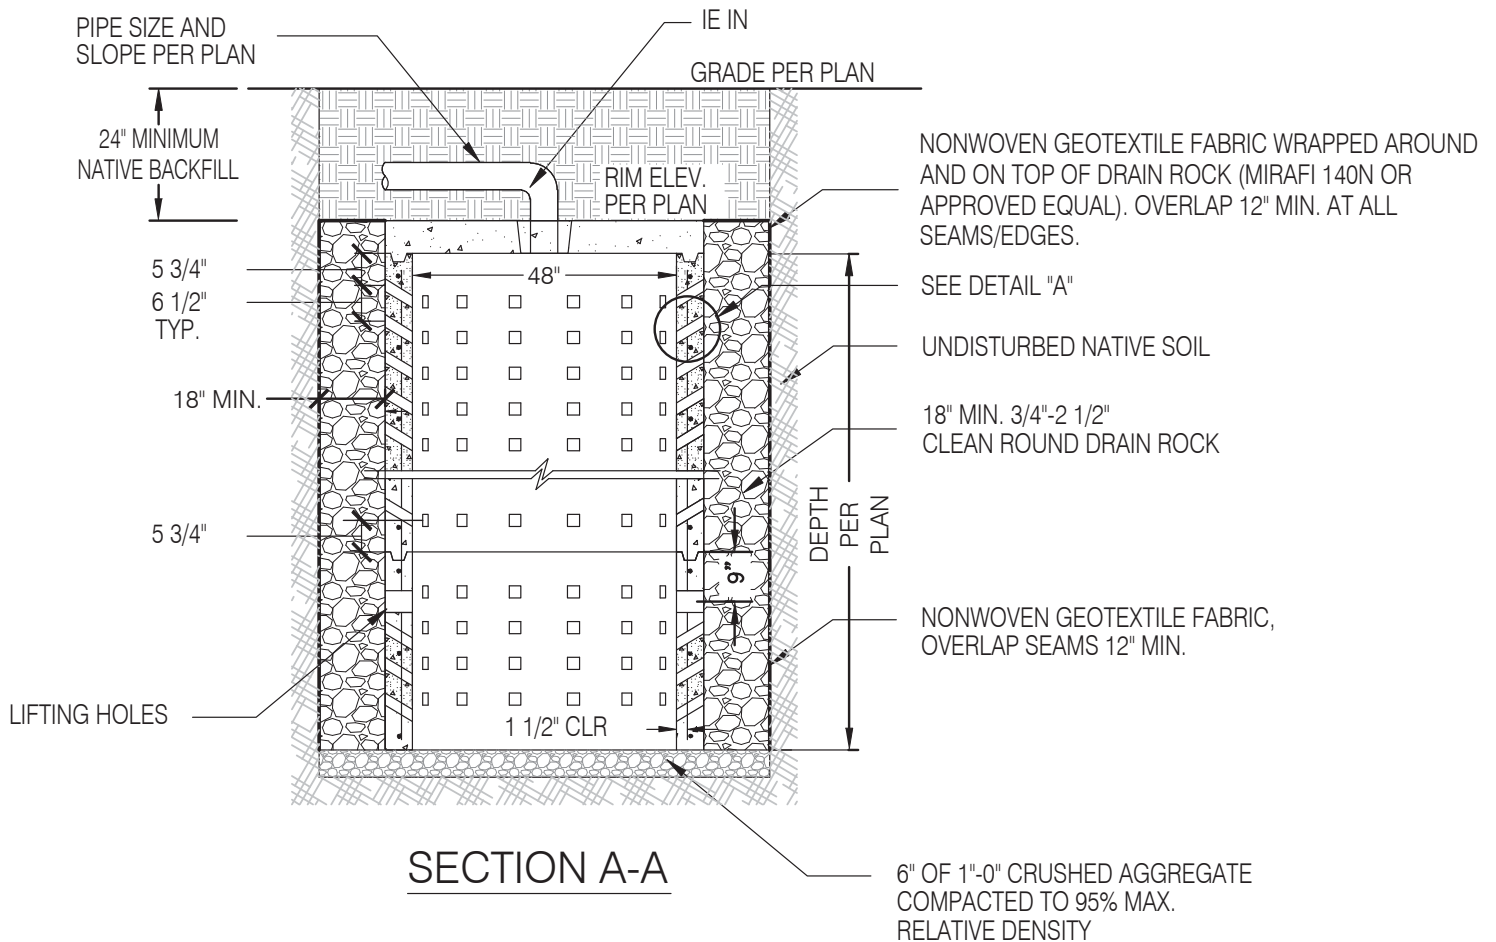 PIPE SIZE AND
SLOPE PER PLAN
IE IN
GRADE PER PLAN
24" MINIMUM
NATIVE BACKFILL
RIM ELEV.
PER PLAN
NONWOVEN GEOTEXTILE FABRIC WRAPPED AROUND
AND ON TOP OF DRAIN ROCK (MIRAFI 140N OR
APPROVED EQUAL). OVERLAP 12" MIN. AT ALL
SEAMS/EDGES.
5 3/4"
6 1/2"
TYP.
48"
SEE DETAIL "A"
UNDISTURBED NATIVE SOIL
18" MIN.
18" MIN. 3/4"-2 1/2"
CLEAN ROUND DRAIN ROCK
5 3/4"
DEPTH
PER
PLAN
6"
NONWOVEN GEOTEXTILE FABRIC,
OVERLAP SEAMS 12" MIN.
LIFTING HOLES
1 1/2" CLR
SECTION A-A
6" OF 1"-0" CRUSHED AGGREGATE
COMPACTED TO 95% MAX.
RELATIVE DENSITY